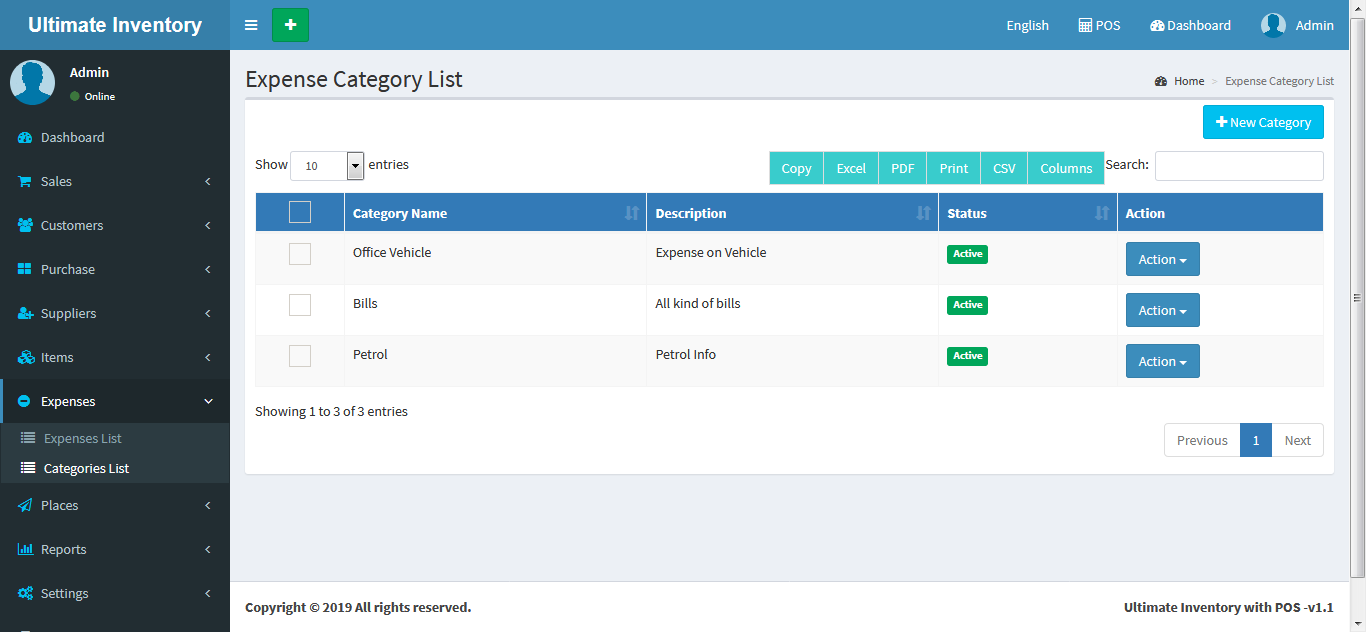 Ultimate Inventory
English POS Dashboard Admin
Admin
Online
Dashboard
Sales
Customers
Purchase
Suppliers
Items
Expenses
Expenses List
Categories List
Places
Reports
Settings
Expense Category List
Home > Expense Category List
New Category
Show 10 entries
Copy Excel PDF Print CSV Columns Search:
Category Name Description Status Action
Office Vehicle Expense on Vehicle Active Action
Bills All kind of bills Active Action
Petrol Petrol Info Active Action
Showing 1 to 3 of 3 entries
Previous 1 Next
Copyright © 2019 All rights reserved. Ultimate Inventory with POS -v1.1